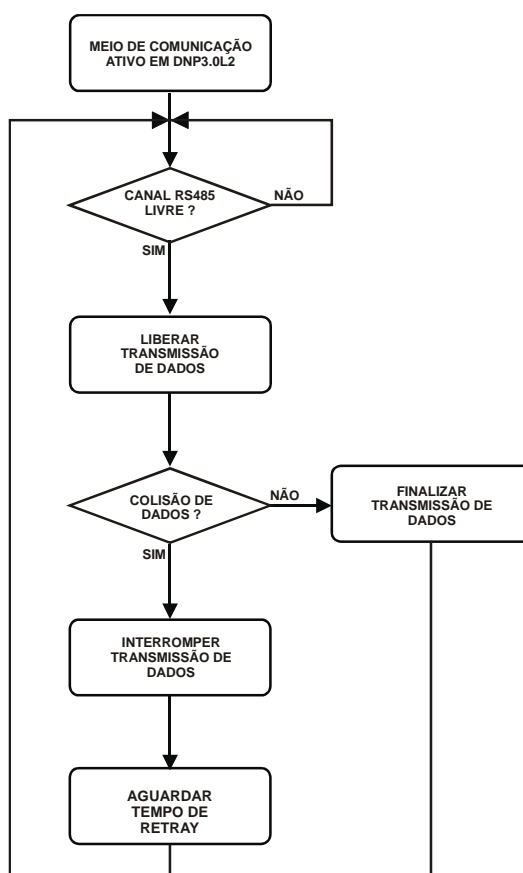 MEIO DE COMUNICAÇÃO
ATIVO EM DNP3.0L2
CANAL RS485
LIVRE ?
NÃO
SIM
LIBERAR
TRANSMISSÃO
DE DADOS
COLISÃO DE
DADOS ?
NÃO
FINALIZAR
TRANSMISSÃO DE
DADOS
SIM
INTERROMPER
TRANSMISSÃO DE
DADOS
AGUARDAR
TEMPO DE
RETRAY